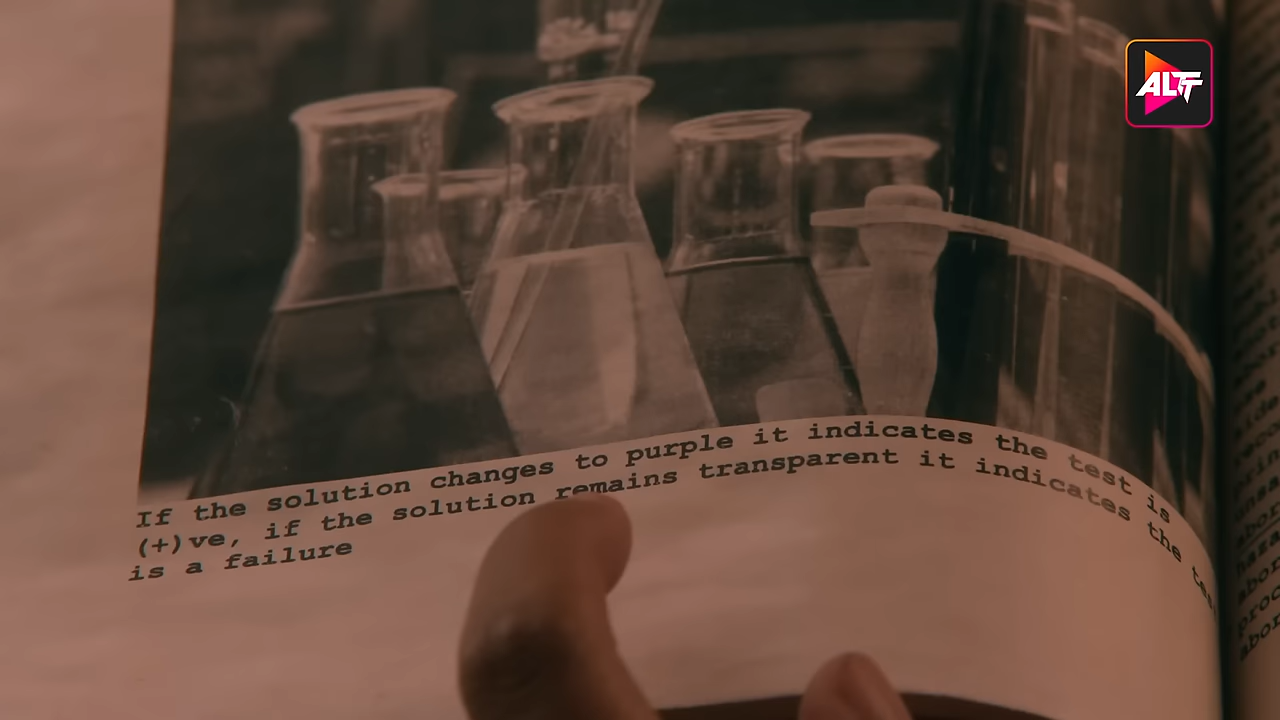 ALTT
If the solution changes to purple it indicates the test is
(+)ve, if the solution remains transparent it indicates the
is a failure